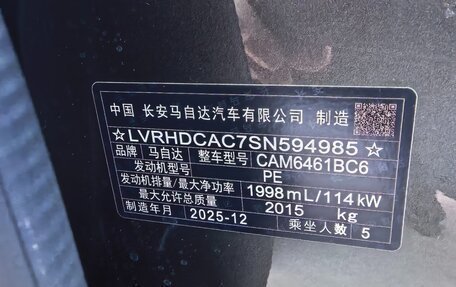 中国 长安马自达汽车有限公司 制造
☆LVRHDCAC7SN594985☆
品牌 马自达 整车型号 CAM6461BC6
发动机型号 PE
发动机排量/最大净功率 1998mL/114kW
最大允许总质量 2015 kg
制造年月 2025-12 乘坐人数 5